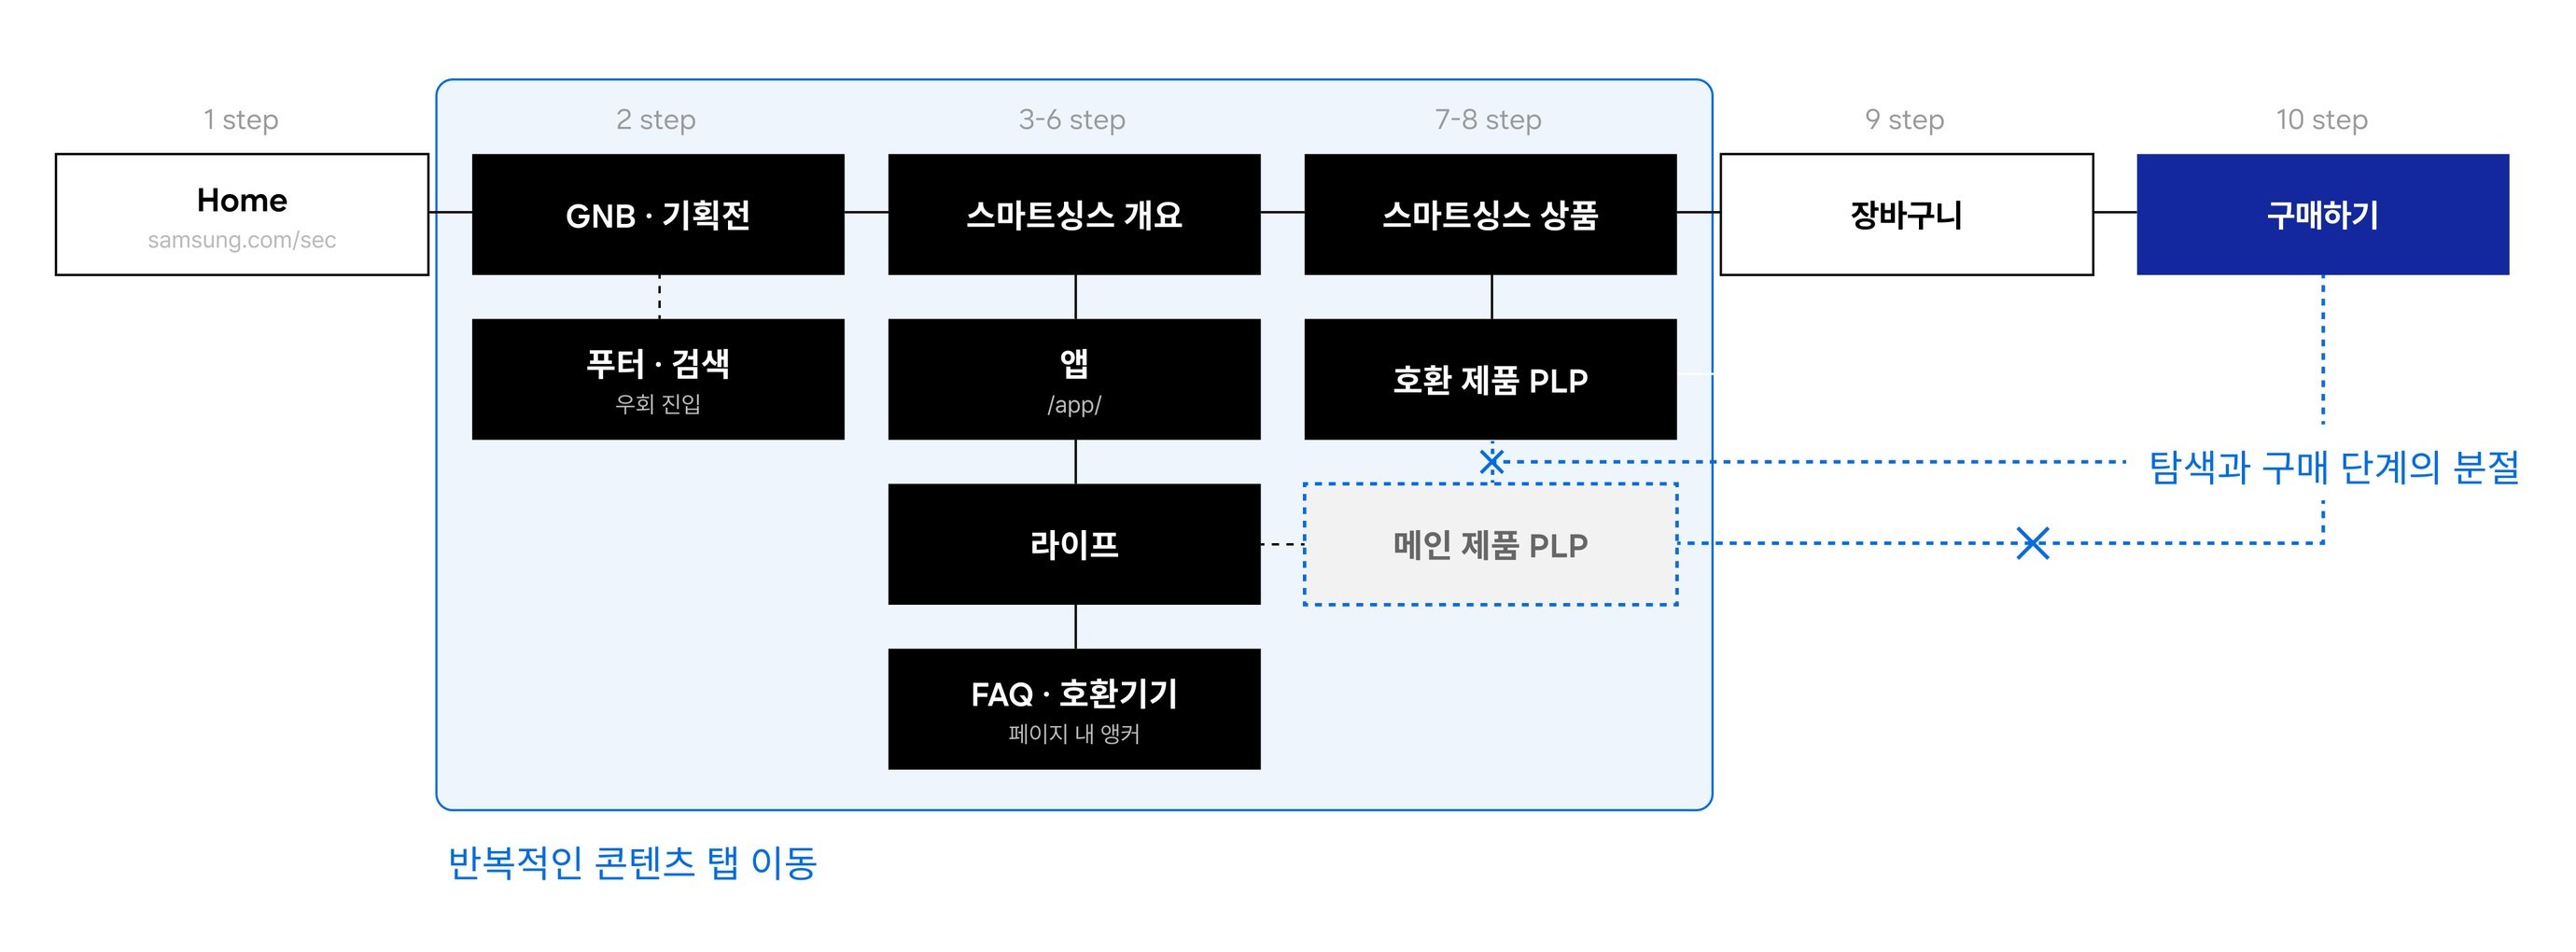 1 step
2 step
3-6 step
7-8 step
9 step
10 step
Home
samsung.com/sec
GNB · 기획전
스마트싱스 개요
스마트싱스 상품
장바구니
구매하기
푸터 · 검색
우회 진입
앱
/app/
호환 제품 PLP
탐색과 구매 단계의 분절
라이프
메인 제품 PLP
FAQ · 호환기기
페이지 내 앵커
반복적인 콘텐츠 탭 이동